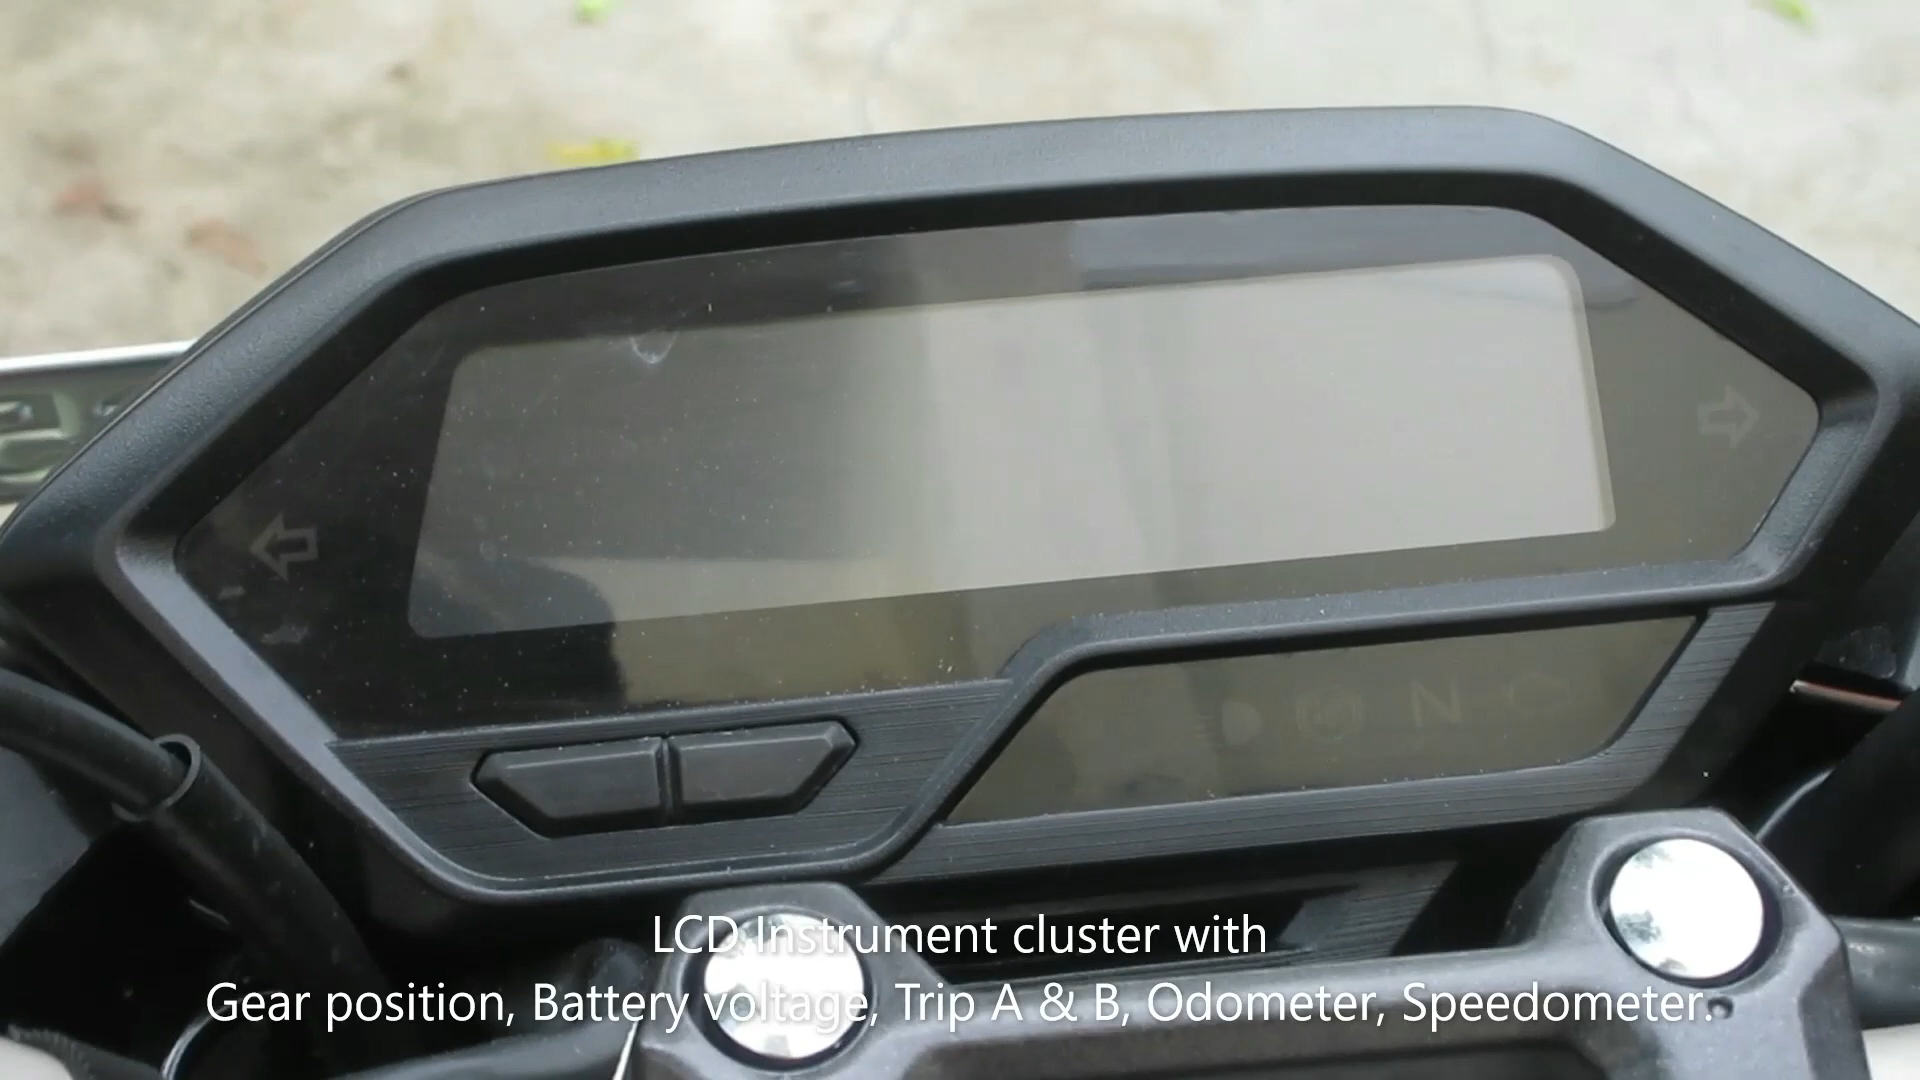 N
LCD Instrument cluster with
Gear position, Battery voltage, Trip A & B, Odometer, Speedometer.